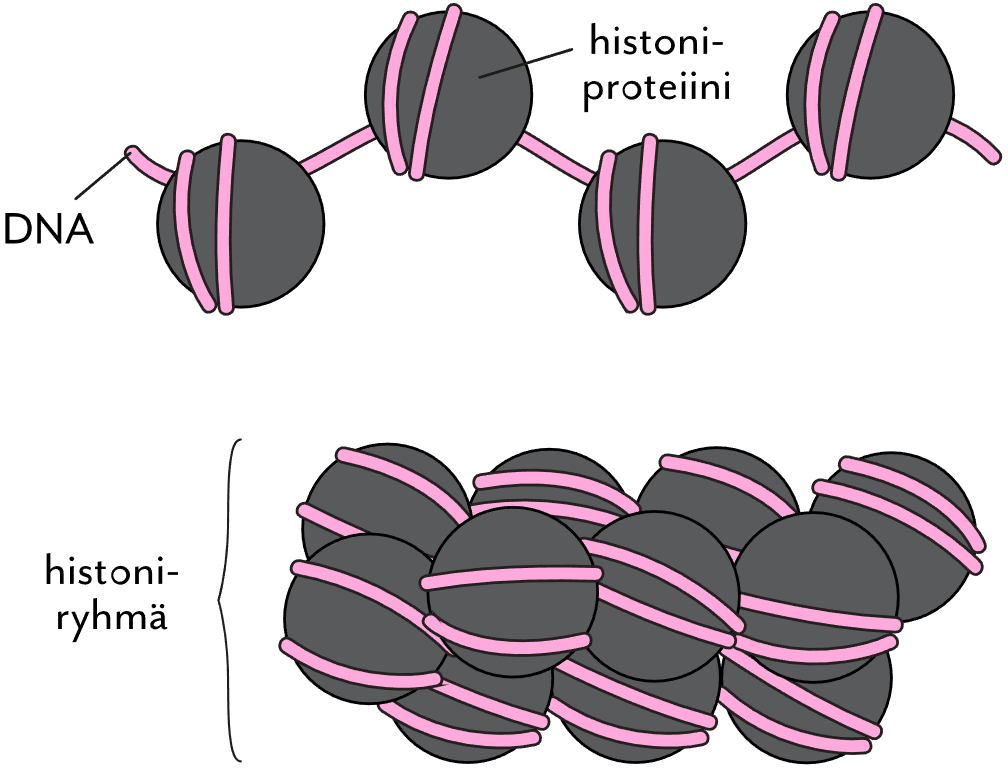 histoni-
proteiini
DNA
histoni-
ryhmä